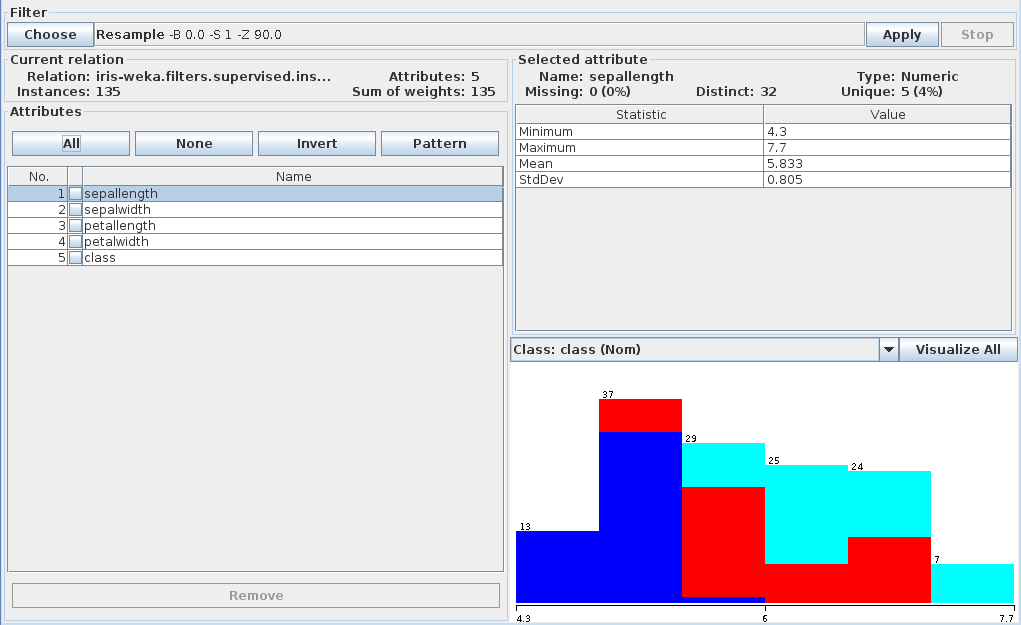 Filter
Choose Resample -B 0.0 -S 1 -Z 90.0 Apply Stop
Current relation
Relation: iris-weka.filters.supervised.ins... Attributes: 5
Instances: 135 Sum of weights: 135
Attributes
All None Invert Pattern
No. Name
1 sepallength
2 sepalwidth
3 petallength
4 petalwidth
5 class
Remove
Selected attribute
Name: sepallength Type: Numeric
Missing: 0 (0%) Distinct: 32 Unique: 5 (4%)
Statistic Value
Minimum 4.3
Maximum 7.7
Mean 5.833
StdDev 0.805
Class: class (Nom) Visualize All
37
29
25
24
13
7
4.3 6 7.7